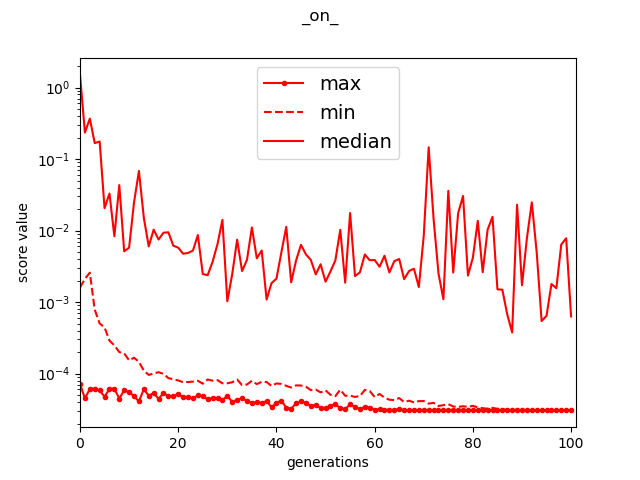 _on_
max
min
median
10⁰
10⁻¹
10⁻²
10⁻³
10⁻⁴
score value
0
20
40
60
80
100
generations